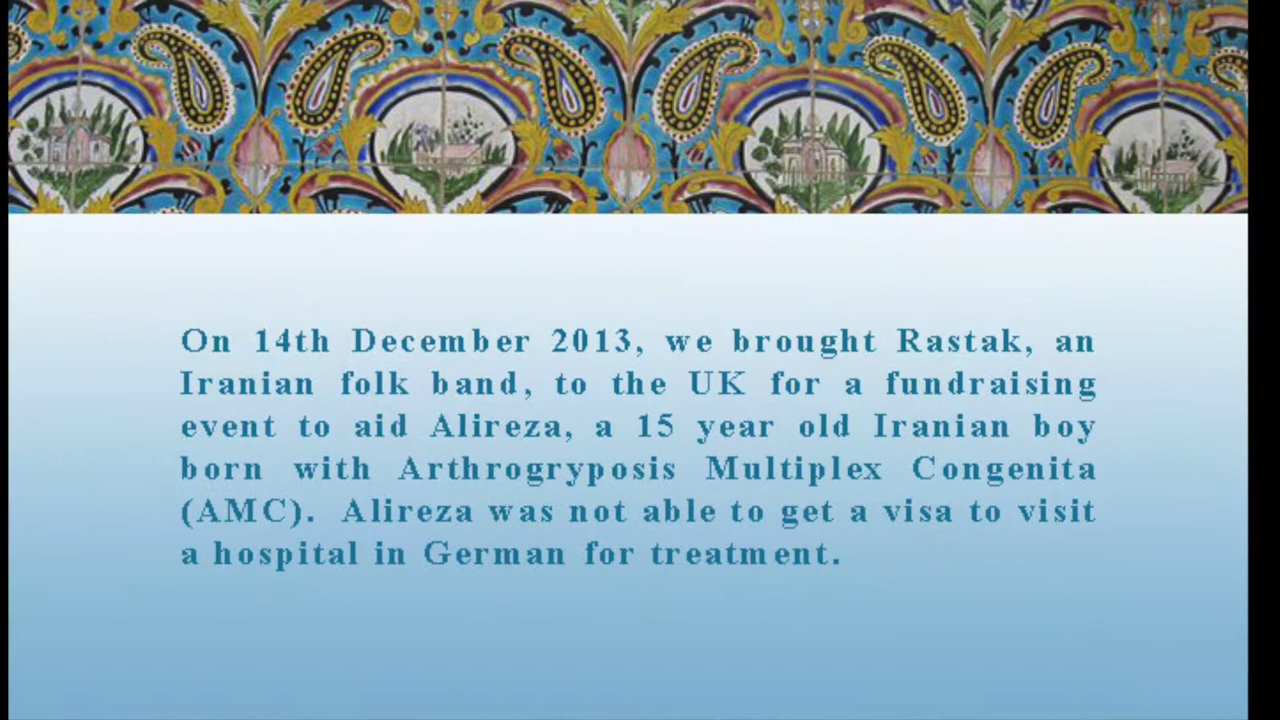 On 14th December 2013, we brought Rastak, an
Iranian folk band, to the UK for a fundraising
event to aid Alireza, a 15 year old Iranian boy
born with Arthrogryposis Multiplex Congenita
(AMC). Alireza was not able to get a visa to visit
a hospital in German for treatment.